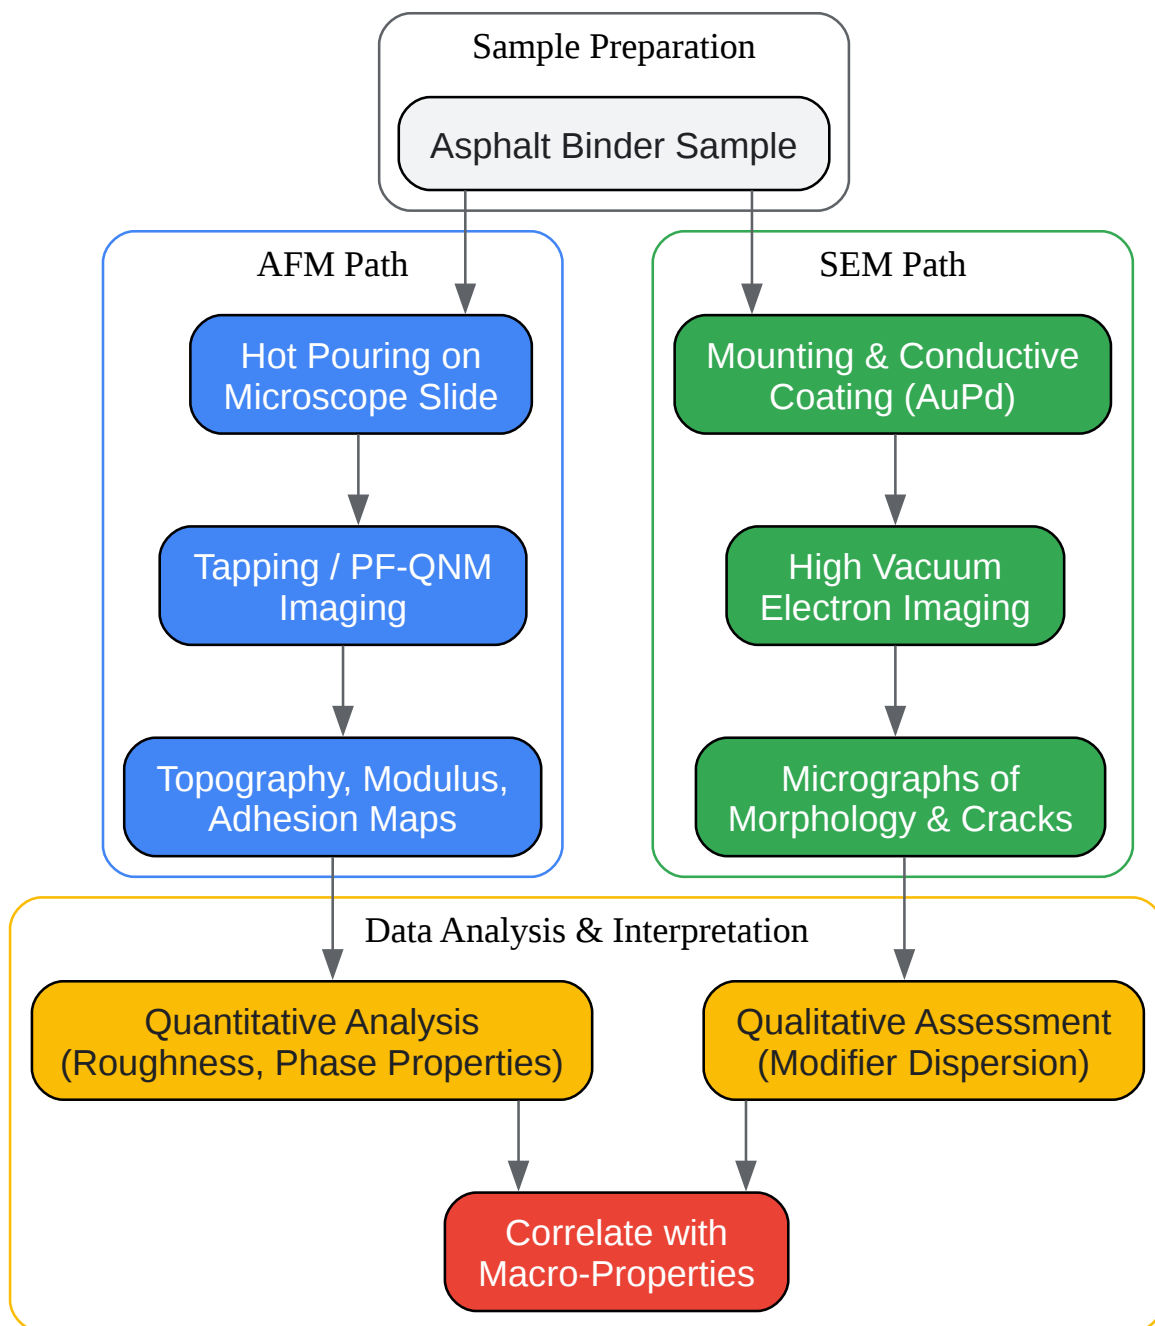 Sample Preparation
Asphalt Binder Sample
AFM Path
Hot Pouring on
Microscope Slide
Tapping / PF-QNM
Imaging
Topography, Modulus,
Adhesion Maps
SEM Path
Mounting & Conductive
Coating (AuPd)
High Vacuum
Electron Imaging
Micrographs of
Morphology & Cracks
Data Analysis & Interpretation
Quantitative Analysis
(Roughness, Phase Properties)
Qualitative Assessment
(Modifier Dispersion)
Correlate with
Macro-Properties